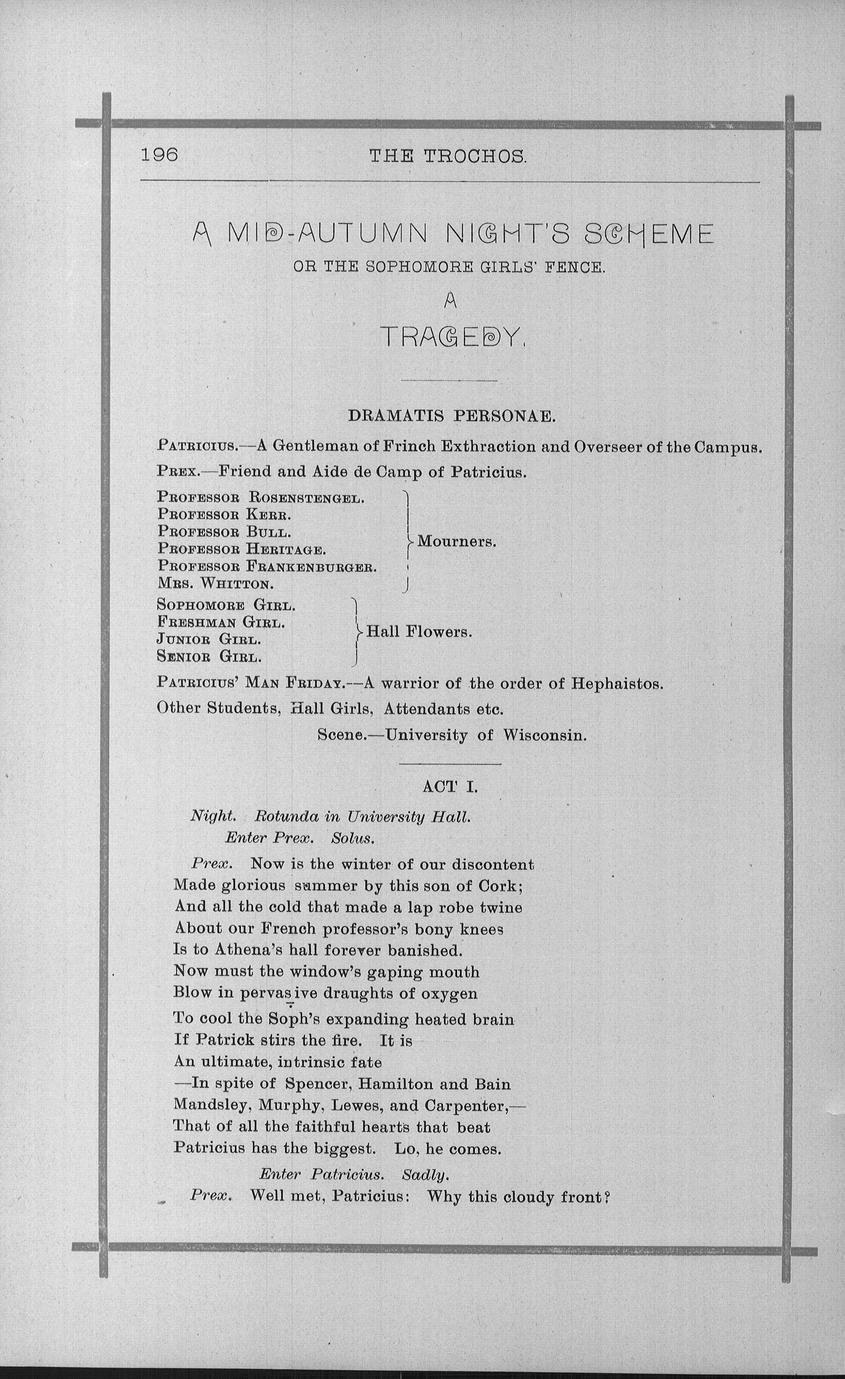 196
THE TROCHOS.
A MID-AUTUMN NIGHT'S SCHEME
OR THE SOPHOMORE GIRLS' FENCE.
A
TRAGEDY.
DRAMATIS PERSONAE.
PATRICIUS.—A Gentleman of Frinch Exthraction and Overseer of the Campus.
PREX.—Friend and Aide de Camp of Patricius.
PROFESSOR ROSENSTENGEL.
PROFESSOR KERR.
PROFESSOR BULL.
PROFESSOR HERITAGE.
PROFESSOR FRANKENBURGER.
MRS. WHITTON.
Mourners.
SOPHOMORE GIRL.
FRESHMAN GIRL.
JUNIOR GIRL.
SENIOR GIRL.
Hall Flowers.
PATRICIUS' MAN FRIDAY.—A warrior of the order of Hephaistos.
Other Students, Hall Girls, Attendants etc.
Scene.—University of Wisconsin.
ACT I.
Night. Rotunda in University Hall.
Enter Prex. Solus.
Prex. Now is the winter of our discontent
Made glorious summer by this son of Cork;
And all the cold that made a lap robe twine
About our French professor's bony knees
Is to Athena's hall forever banished.
Now must the window's gaping mouth
Blow in pervasive draughts of oxygen
To cool the Soph's expanding heated brain
If Patrick stirs the fire. It is
An ultimate, intrinsic fate
—In spite of Spencer, Hamilton and Bain
Mandsley, Murphy, Lewes, and Carpenter,—
That of all the faithful hearts that beat
Patricius has the biggest. Lo, he comes.
Enter Patricius. Sadly.
Prex. Well met, Patricius: Why this cloudy front?